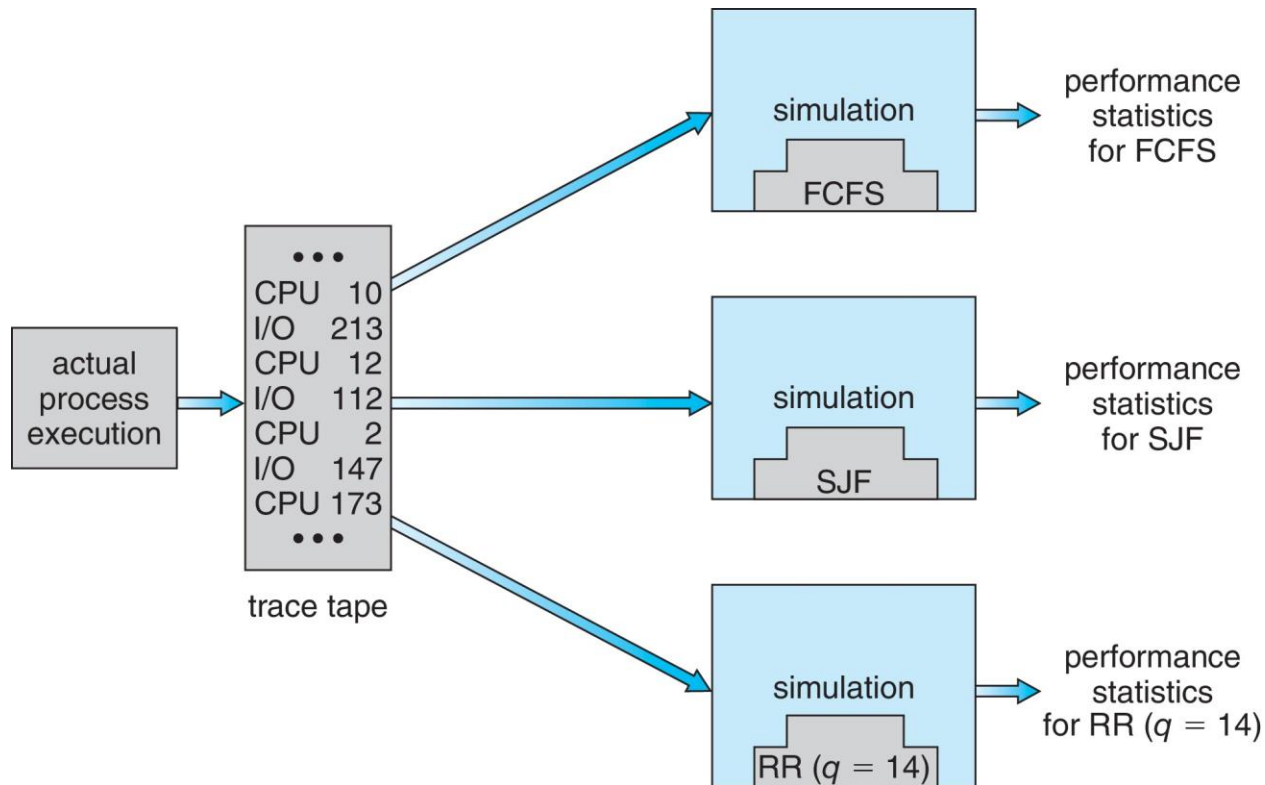 actual
process
execution
•••
CPU 10
I/O 213
CPU 12
I/O 112
CPU 2
I/O 147
CPU 173
•••
trace tape
simulation
FCFS
performance
statistics
for FCFS
simulation
SJF
performance
statistics
for SJF
simulation
RR (q = 14)
performance
statistics
for RR (q = 14)